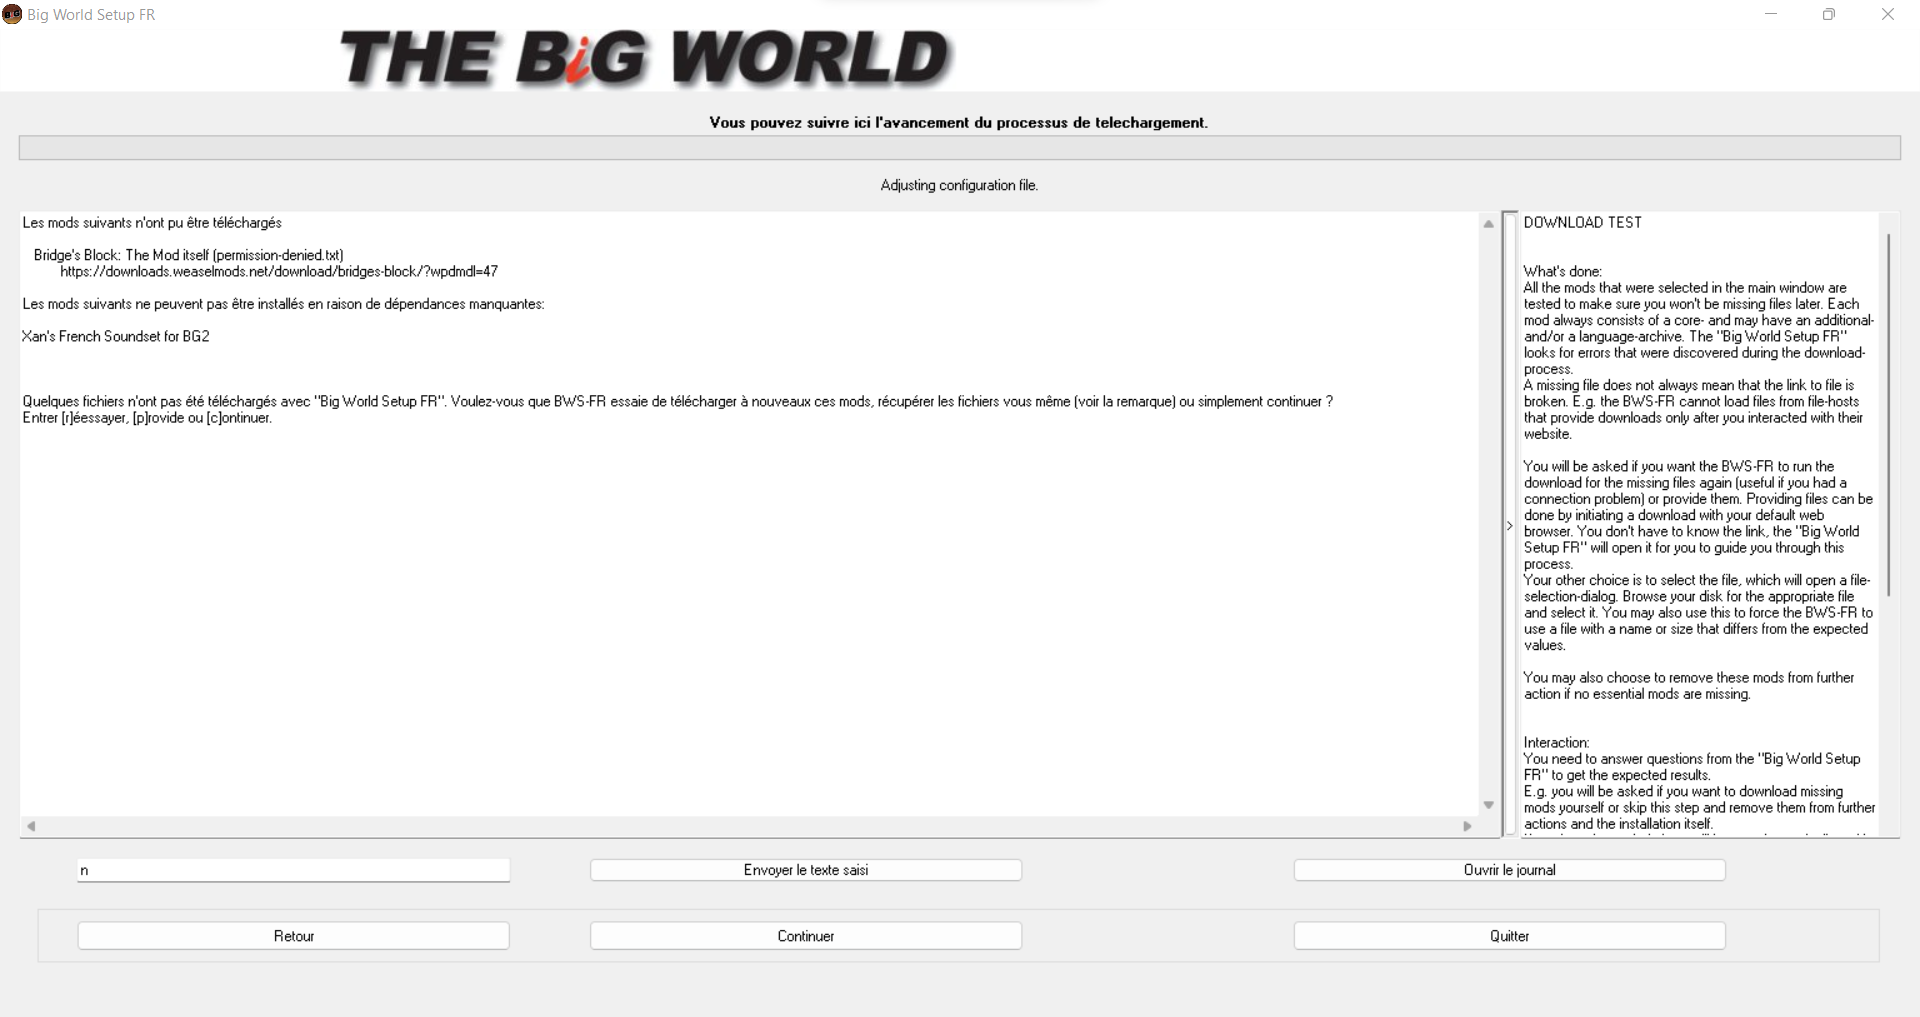 Big World Setup FR
THE BiG WORLD
Vous pouvez suivre ici l'avancement du processus de telechargement.
Adjusting configuration file.
Les mods suivants n'ont pu être téléchargés
Bridge's Block: The Mod itself (permission-denied.txt)
https://downloads.weaselmods.net/download/bridges-block/?wpdmdl=47
Les mods suivants ne peuvent pas être installés en raison de dépendances manquantes:
Xan's French Soundset for BG2
Quelques fichiers n'ont pas été téléchargés avec "Big World Setup FR". Voulez-vous que BWS-FR essaie de télécharger à nouveaux ces mods, récupérer les fichiers vous même (voir la remarque) ou simplement continuer ?
Entrer [r]éessayer, [p]rovide ou [c]ontinuer.
DOWNLOAD TEST
What's done:
All the mods that were selected in the main window are
tested to make sure you won't be missing files later. Each
mod always consists of a core- and may have an additional-
and/or a language-archive. The "Big World Setup FR"
looks for errors that were discovered during the download-
process.
A missing file does not always mean that the link to file is
broken. E.g. the BWS-FR cannot load files from file-hosts
that provide downloads only after you interacted with their
website.
You will be asked if you want the BWS-FR to run the
download for the missing files again (useful if you had a
connection problem) or provide them. Providing files can be
done by initiating a download with your default web
browser. You don't have to know the link, the "Big World
Setup FR" will open it for you to guide you through this
process.
Your other choice is to select the file, which will open a file-
selection-dialog. Browse your disk for the appropriate file
and select it. You may also use this to force the BWS-FR to
use a file with a name or size that differs from the expected
values.
You may also choose to remove these mods from further
action if no essential mods are missing.
Interaction:
You need to answer questions from the "Big World Setup
FR" to get the expected results.
E.g. you will be asked if you want to download missing
mods yourself or skip this step and remove them from further
actions and the installation itself.
n
Envoyer le texte saisi
Ouvrir le journal
Retour
Continuer
Quitter